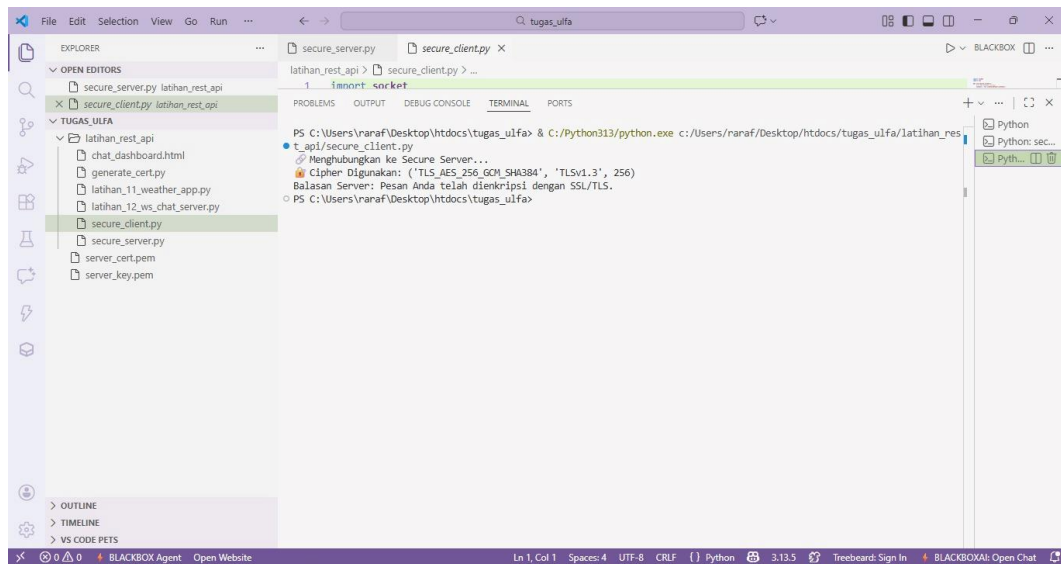 File Edit Selection View Go Run ···
tugas_ulfa
EXPLORER ···
OPEN EDITORS
secure_server.py latihan_rest_api
secure_client.py latihan_rest_api
TUGAS_ULFA
latihan_rest_api
chat_dashboard.html
generate_cert.py
latihan_11_weather_app.py
latihan_12_ws_chat_server.py
secure_client.py
secure_server.py
server_cert.pem
server_key.pem
OUTLINE
TIMELINE
VS CODE PETS
secure_server.py secure_client.py
BLACKBOX ···
latihan_rest_api > secure_client.py > ...
1 import socket
PROBLEMS OUTPUT DEBUG CONSOLE TERMINAL PORTS
PS C:\Users\raraf\Desktop\htdocs\tugas_ulfa> & C:/Python313/python.exe c:/Users/raraf/Desktop/htdocs/tugas_ulfa/latihan_res
t_api/secure_client.py
Menghubungkan ke Secure Server...
Cipher Digunakan: ('TLS_AES_256_GCM_SHA384', 'TLSv1.3', 256)
Balasan Server: Pesan Anda telah dienkripsi dengan SSL/TLS.
PS C:\Users\raraf\Desktop\htdocs\tugas_ulfa>
Python
Python: sec...
Pyth...
0 0 BLACKBOX Agent Open Website
Ln 1, Col 1 Spaces: 4 UTF-8 CRLF {} Python 3.13.5 Treebeard: Sign In BLACKBOXAI: Open Chat